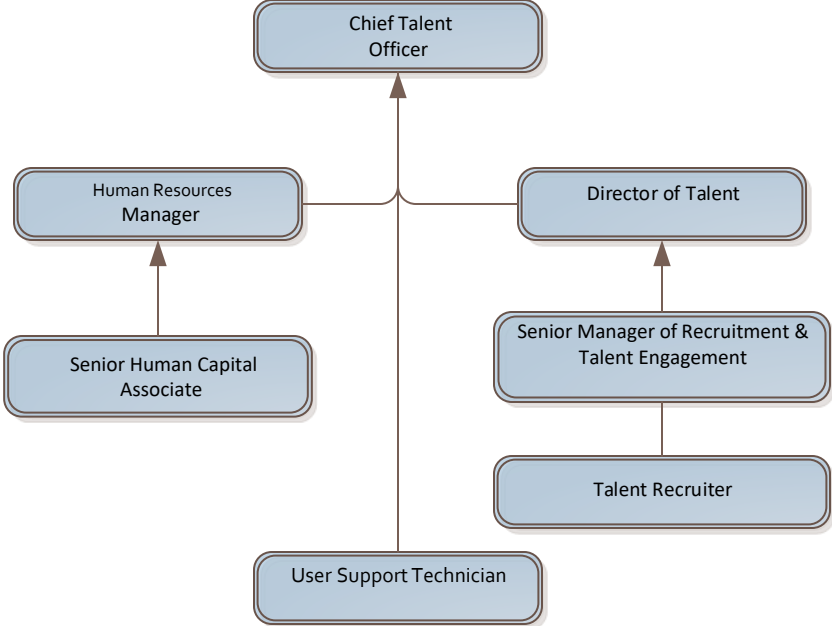 Chief Talent
Officer
Human Resources
Manager
Director of Talent
Senior Human Capital
Associate
Senior Manager of Recruitment &
Talent Engagement
Talent Recruiter
User Support Technician